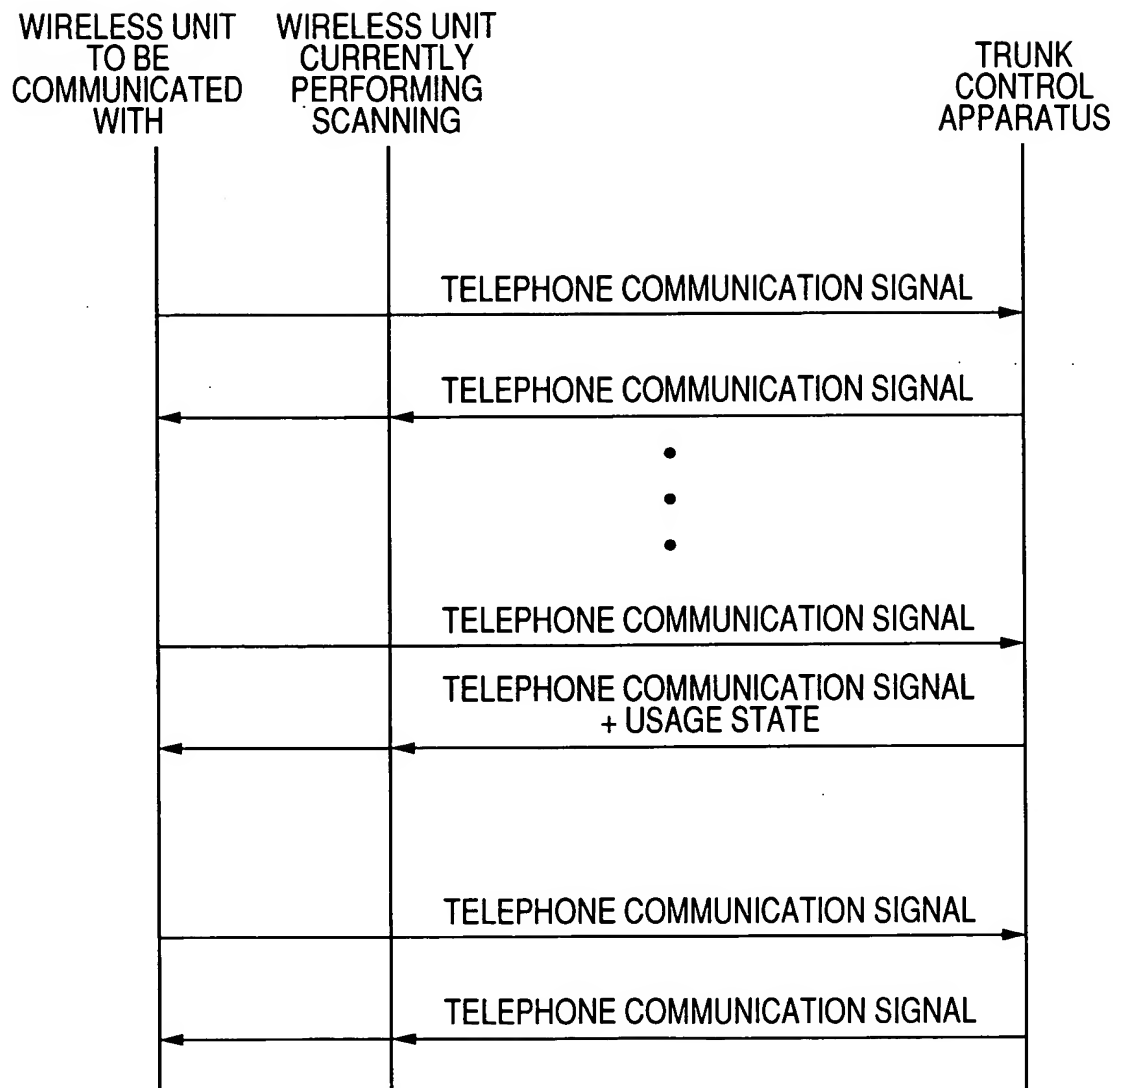 WIRELESS UNIT
TO BE
COMMUNICATED
WITH
WIRELESS UNIT
CURRENTLY
PERFORMING
SCANNING
TRUNK
CONTROL
APPARATUS
TELEPHONE COMMUNICATION SIGNAL
TELEPHONE COMMUNICATION SIGNAL
TELEPHONE COMMUNICATION SIGNAL
TELEPHONE COMMUNICATION SIGNAL
+ USAGE STATE
TELEPHONE COMMUNICATION SIGNAL
TELEPHONE COMMUNICATION SIGNAL